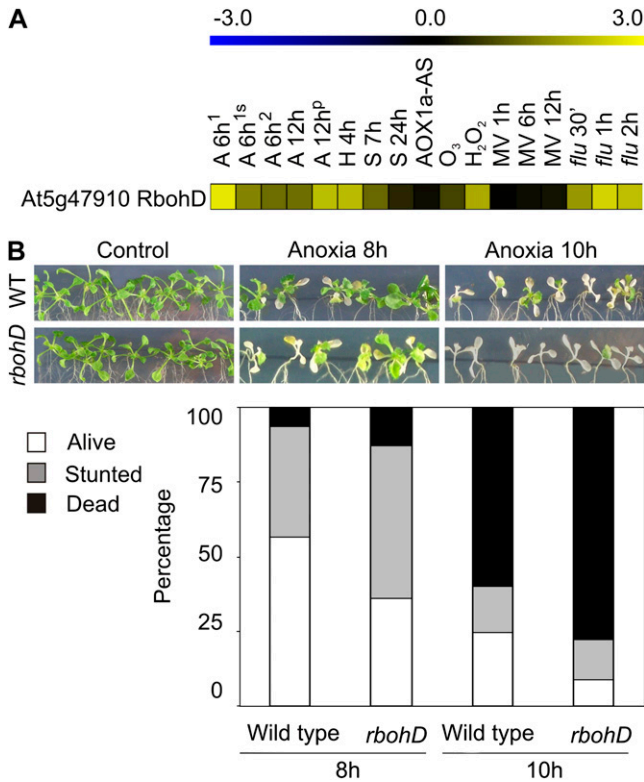 A
-3.0 0.0 3.0
A 6h1
A 6h1s
A 6h2
A 12h
A 12hp
H 4h
S 7h
S 24h
AOX1a-AS
O3
H2O2
MV 1h
MV 6h
MV 12h
flu 30'
flu 1h
flu 2h
At5g47910 RbohD
B
Control Anoxia 8h Anoxia 10h
WT
rbohD
Alive
Stunted
Dead
Percentage
100
75
50
25
0
Wild type rbohD Wild type rbohD
8h 10h